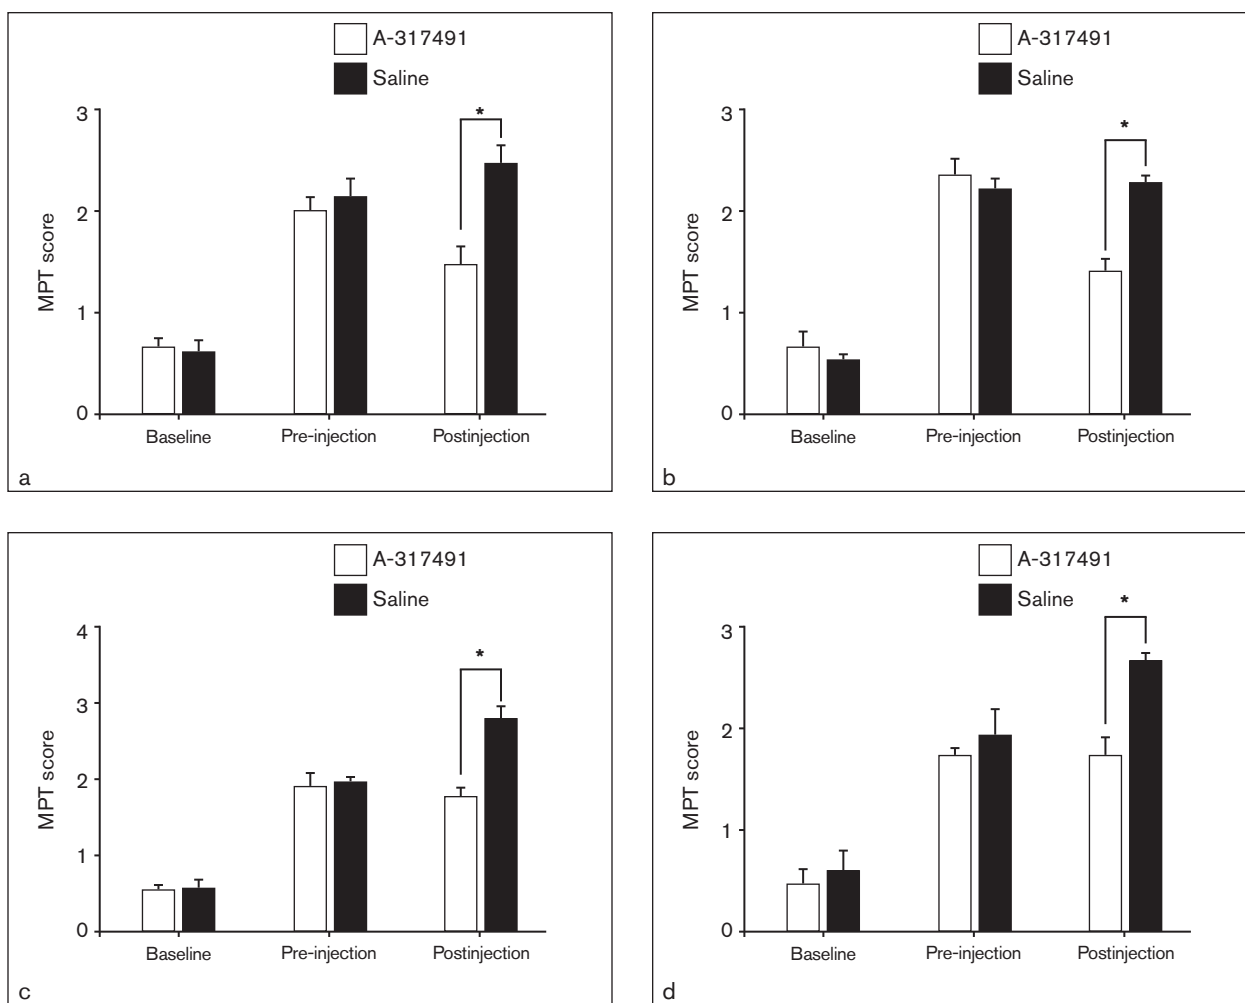 A-317491
Saline
3
2
1
0
MPT score
*
Baseline
Pre-injection
Postinjection
a
A-317491
Saline
3
2
1
0
MPT score
*
Baseline
Pre-injection
Postinjection
b
A-317491
Saline
4
3
2
1
0
MPT score
*
Baseline
Pre-injection
Postinjection
c
A-317491
Saline
3
2
1
0
MPT score
*
Baseline
Pre-injection
Postinjection
d